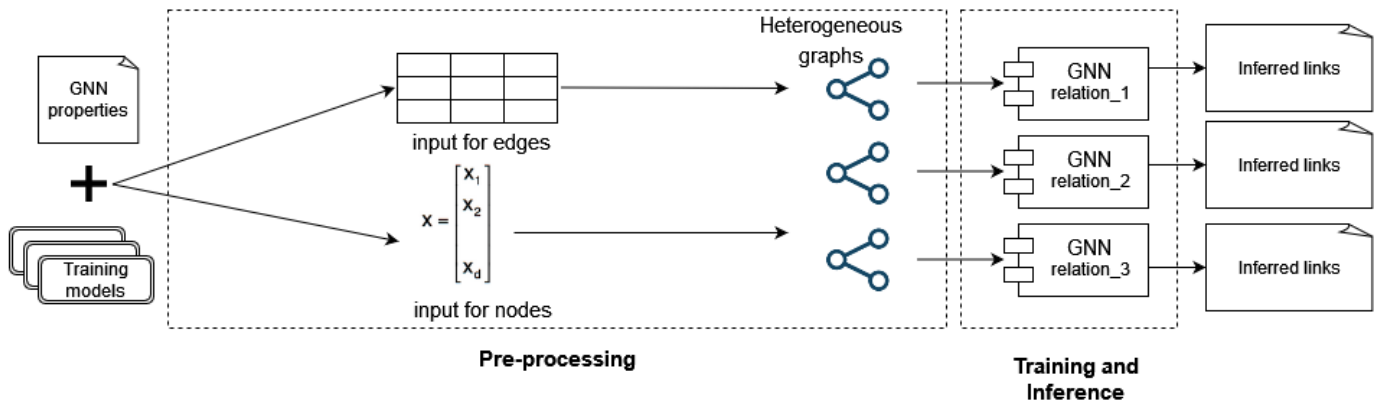 GNN
properties
Training
models
input for edges
X =
X1
X2
Xd
input for nodes
Heterogeneous
graphs
GNN
relation_1
GNN
relation_2
GNN
relation_3
Inferred links
Inferred links
Inferred links
Pre-processing
Training and
Inference